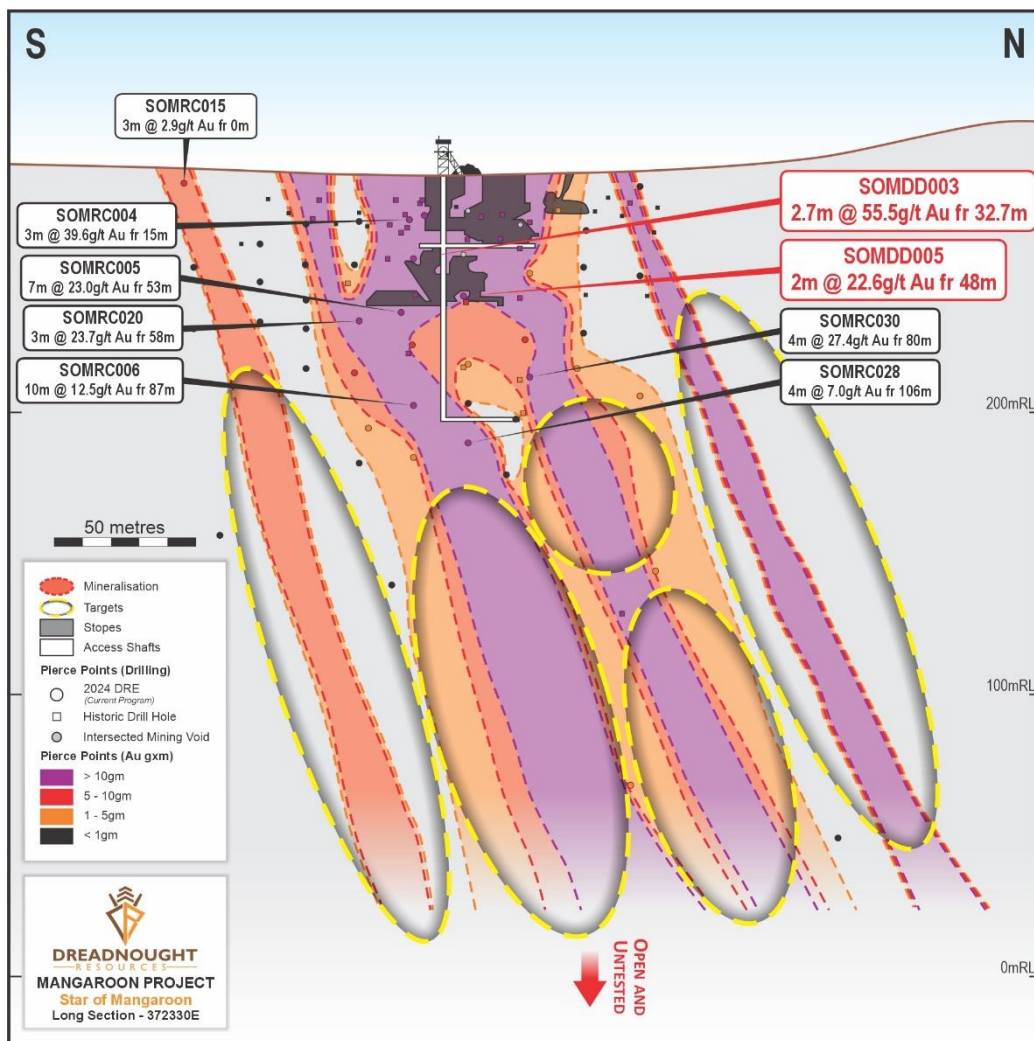 S
N
SOMRC015
3m @ 2.9g/t Au fr 0m
SOMRC004
3m @ 39.6g/t Au fr 15m
SOMRC005
7m @ 23.0g/t Au fr 53m
SOMRC020
3m @ 23.7g/t Au fr 58m
SOMRC006
10m @ 12.5g/t Au fr 87m
SOMDD003
2.7m @ 55.5g/t Au fr 32.7m
SOMDD005
2m @ 22.6g/t Au fr 48m
SOMRC030
4m @ 27.4g/t Au fr 80m
SOMRC028
4m @ 7.0g/t Au fr 106m
200mRL
100mRL
0mRL
50 metres
Mineralisation
Targets
Stopes
Access Shafts
Pierce Points (Drilling)
2024 DRE
(Current Program)
Historic Drill Hole
Intersected Mining Void
Pierce Points (Au gxm)
> 10gm
5 - 10gm
1 - 5gm
< 1gm
DREADNOUGHT
RESOURCES
MANGAROON PROJECT
Star of Mangaroon
Long Section - 372330E
OPEN AND
UNTESTED